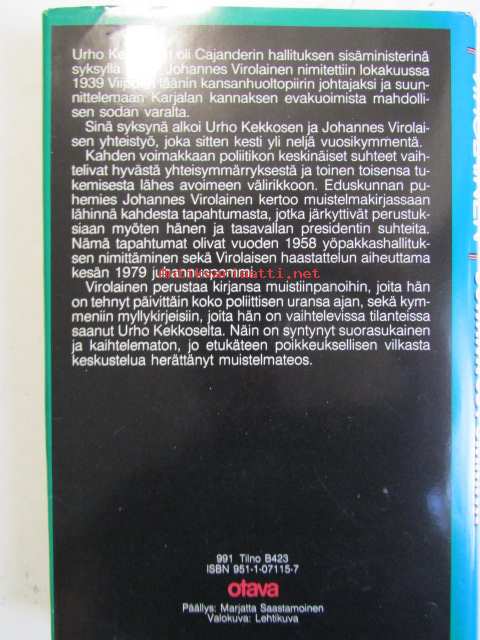 Urho Ke oli Cajanderin hallituksen sisäministerinä
syksyllä Johannes Virolainen nimitettiin lokakuussa
1939 Viipurin läänin kansanhuoltopiirin johtajaksi ja suun-
nittelemaan Karjalan kannaksen evakuoimista mahdolli-
sen sodan varalta.
Sinä syksynä alkoi Urho Kekkosen ja Johannes Virolai-
sen yhteistyö, joka sitten kesti yli neljä vuosikymmentä.
Kahden voimakkaan poliitikon keskinäiset suhteet vaih-
telivat hyvästä yhteisymmärryksestä ja toinen toisensa tu-
kemisesta lähes avoimeen välirikkoon. Eduskunnan pu-
hemies Johannes Virolainen kertoo muistelmakirjassaan
lähinnä kahdesta tapahtumasta, jotka järkyttivät perustuk-
siaan myöten hänen ja tasavallan presidentin suhteita.
Nämä tapahtumat olivat vuoden 1958 yöpakkashallituk-
sen nimittäminen sekä Virolaisen haastattelun aiheuttama
kesän 1979 juhannuspommi.
Virolainen perustaa kirjansa muistiinpanoihin, joita hän
on tehnyt päivittäin koko poliittisen uransa ajan, sekä kym-
meniin myllykirjeisiin, joita hän on vaihtelevissa tilanteissa
saanut Urho Kekkoselta. Näin on syntynyt suorasukainen
ja kaihtelematon, jo etukäteen poikkeuksellisen vilkasta
keskustelua herättänyt muistelmateos.
991 Tilno B423
ISBN 951-1-07115-7
otava
Päällys: Marjatta Saastamoinen
Valokuva: Lehtikuva